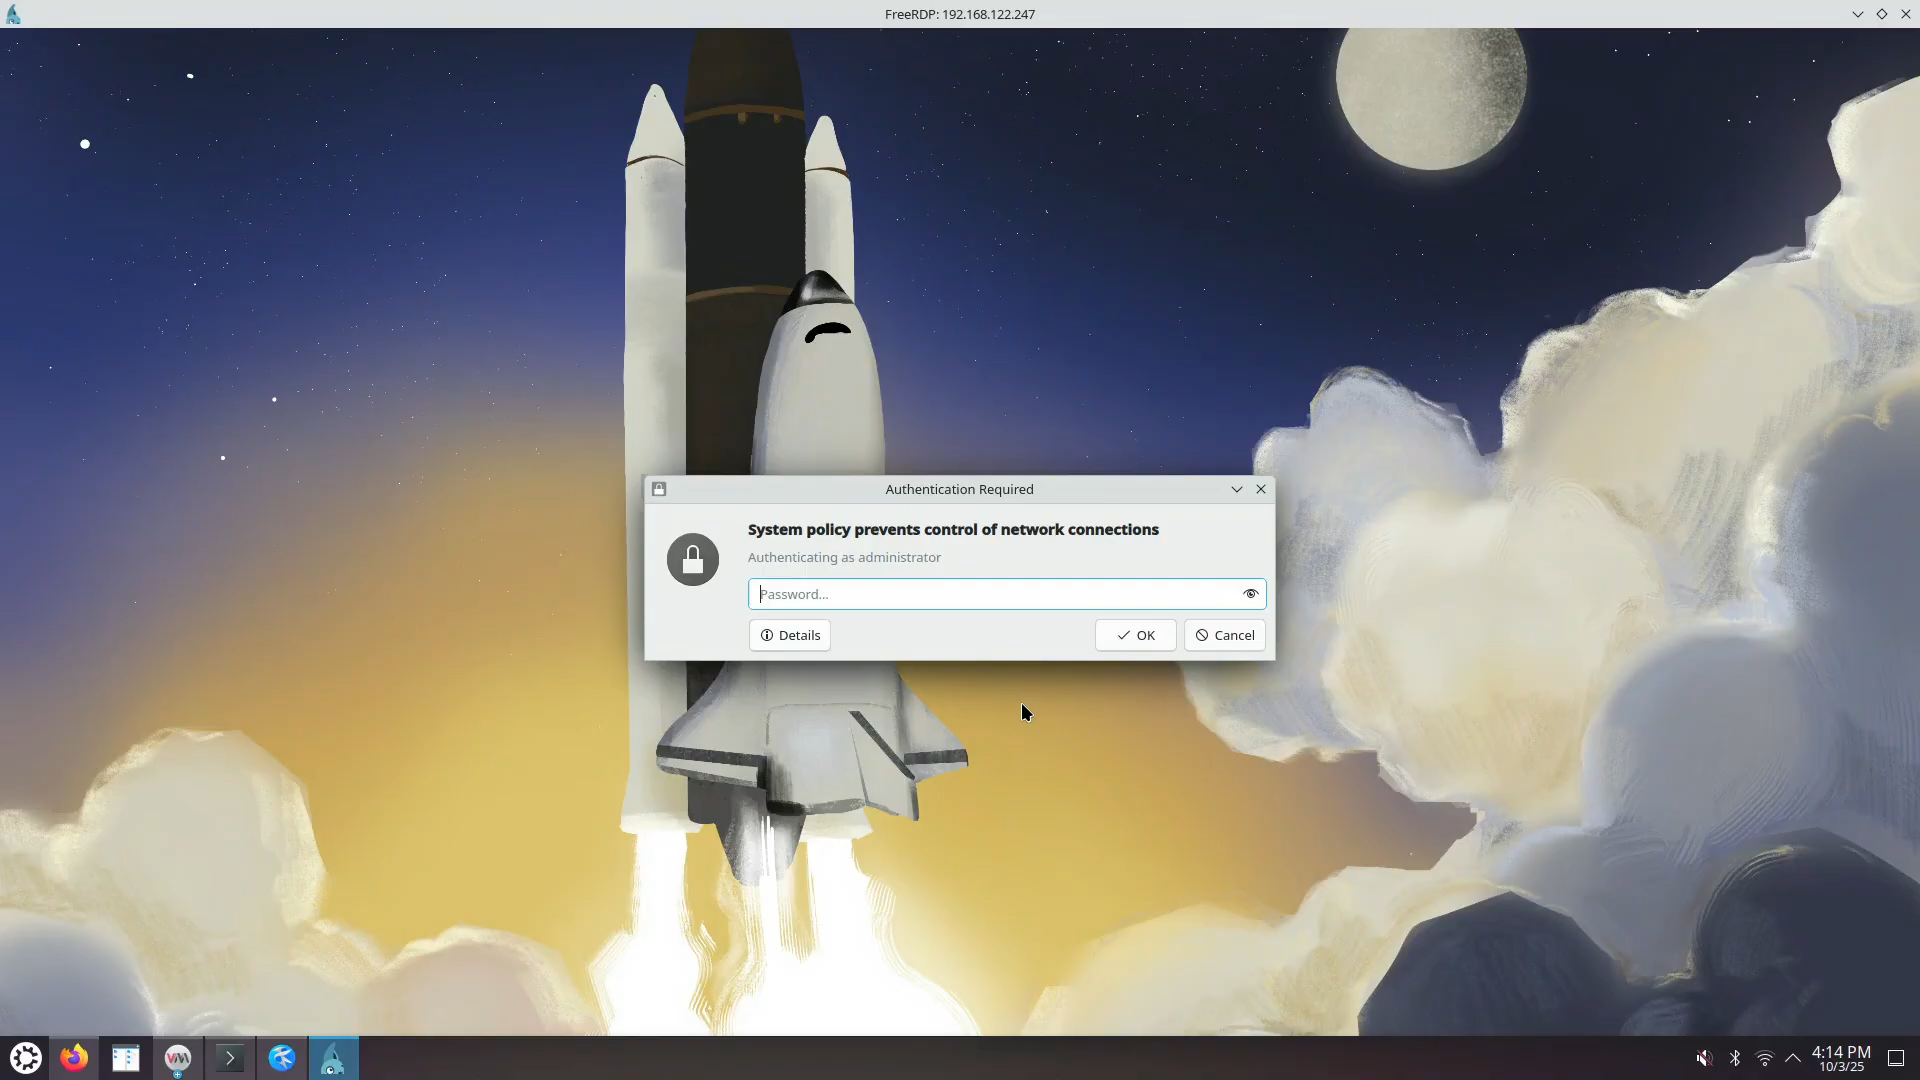 FreeRDP: 192.168.122.247
Authentication Required
System policy prevents control of network connections
Authenticating as administrator
Password...
Details
OK
Cancel
4:14 PM
10/3/25